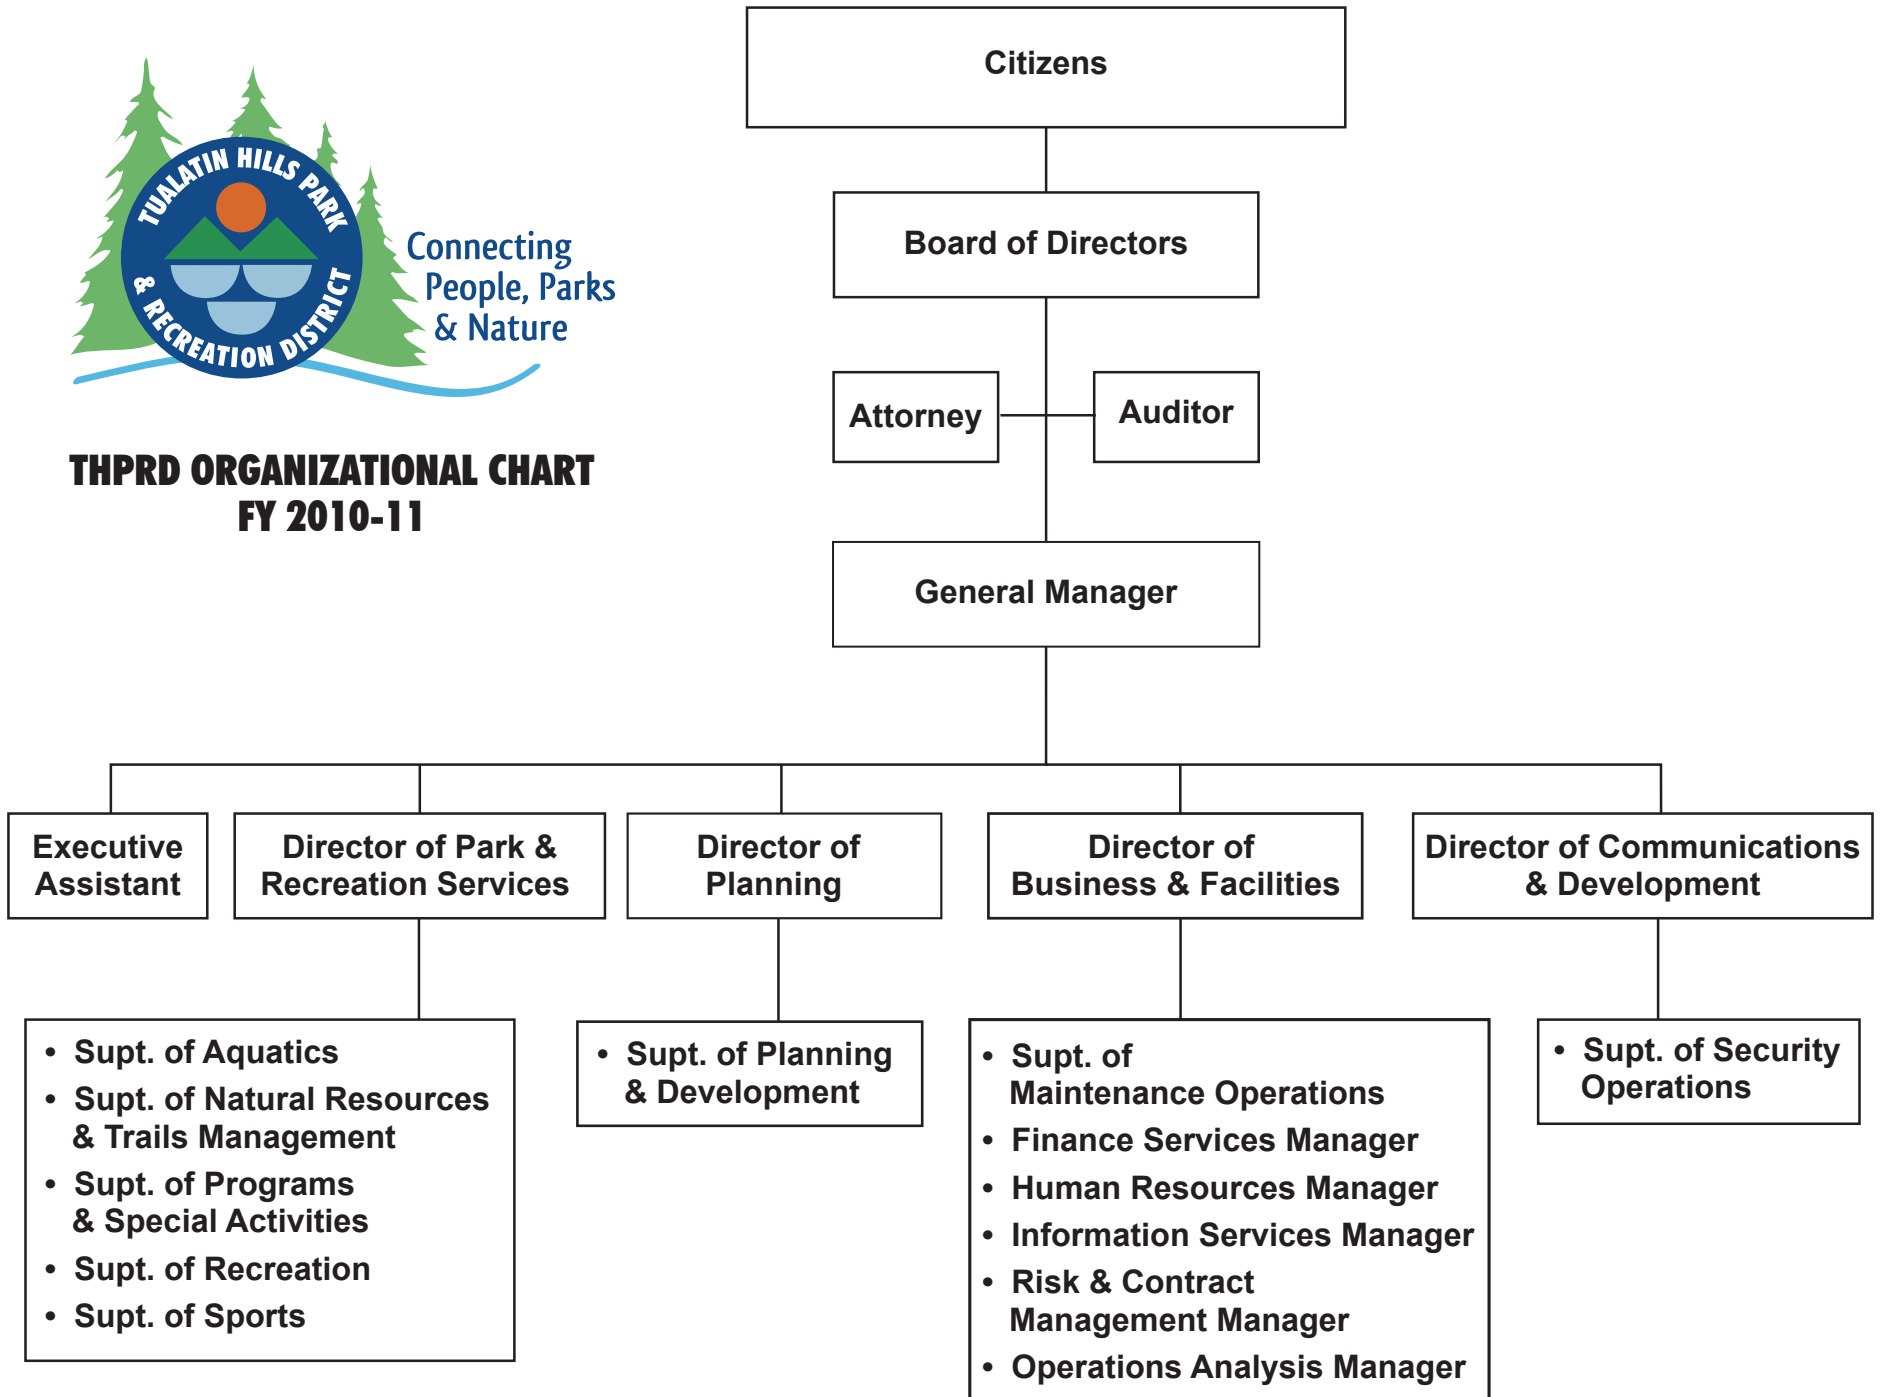 Citizens
TUALATIN HILLS PARK
& RECREATION DISTRICT
Connecting
People, Parks
& Nature
Board of Directors
Attorney
Auditor
THPRD ORGANIZATIONAL CHART
FY 2010-11
General Manager
Executive
Assistant
Director of Park &
Recreation Services
Director of
Planning
Director of
Business & Facilities
Director of Communications
& Development
• Supt. of Aquatics
• Supt. of Natural Resources
& Trails Management
• Supt. of Programs
& Special Activities
• Supt. of Recreation
• Supt. of Sports
• Supt. of Planning
& Development
• Supt. of
Maintenance Operations
• Finance Services Manager
• Human Resources Manager
• Information Services Manager
• Risk & Contract
Management Manager
• Operations Analysis Manager
• Supt. of Security
Operations